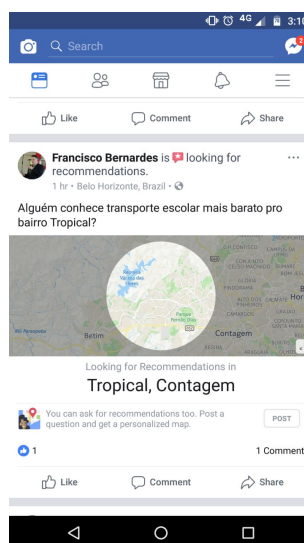 4G 3:10
Search
2
Like Comment Share
Francisco Bernardes is looking for
recommendations.
1 hr • Belo Horizonte, Brazil •
Alguém conhece transporte escolar mais barato pro
bairro Tropical?
Betim
Contagem
Looking for Recommendations in
Tropical, Contagem
You can ask for recommendations too. Post a
question and get a personalized map.
POST
1
1 Comment
Like Comment Share